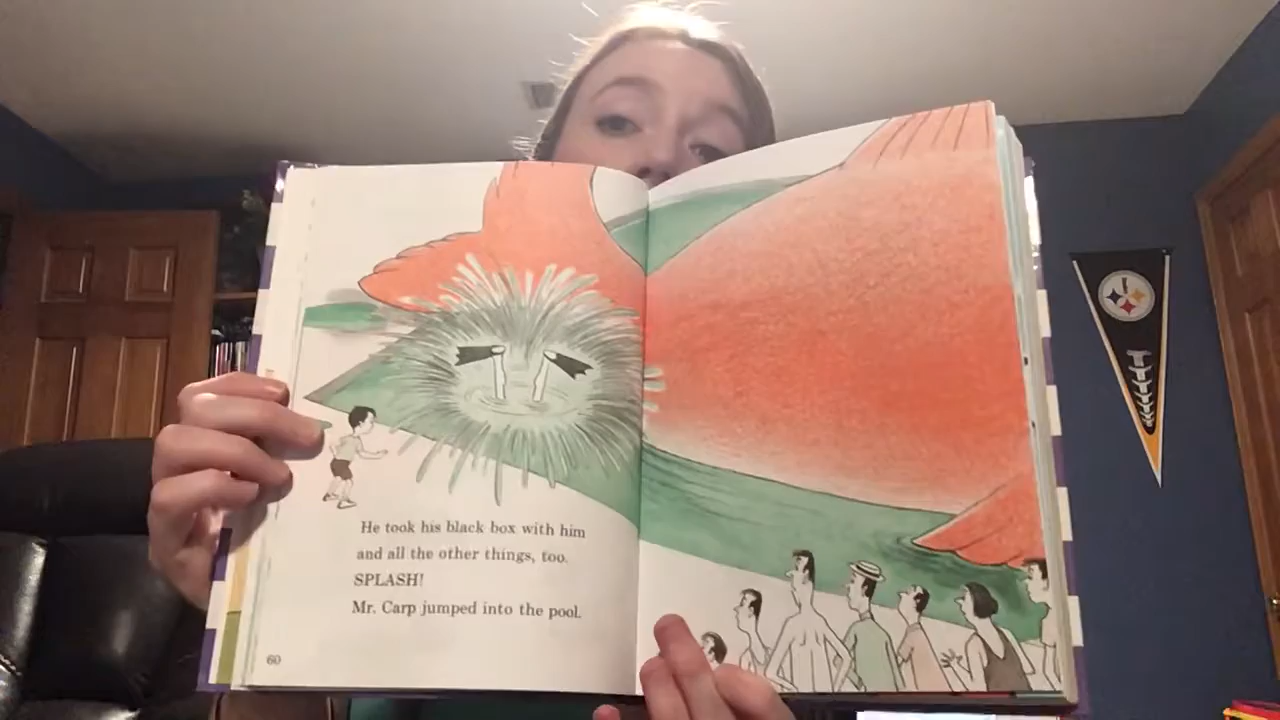 He took his black box with him
and all the other things, too.
SPLASH!
Mr. Carp jumped into the pool.
60